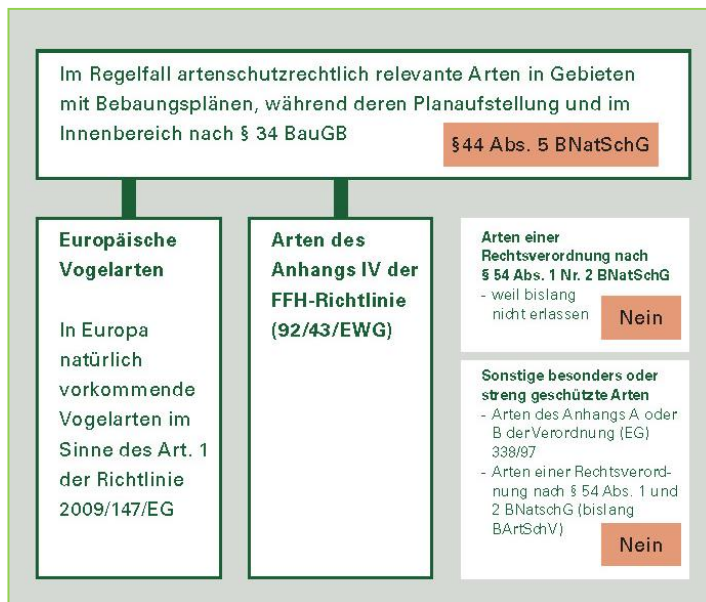 Im Regelfall artenschutzrechtlich relevante Arten in Gebieten
mit Bebaungsplänen, während deren Planaufstellung und im
Innenbereich nach § 34 BauGB
§44 Abs. 5 BNatSchG
Europäische
Vogelarten
In Europa
natürlich
vorkommende
Vogelarten im
Sinne des Art. 1
der Richtlinie
2009/147/EG
Arten des
Anhangs IV der
FFH-Richtlinie
(92/43/EWG)
Arten einer
Rechtsverordnung nach
§ 54 Abs. 1 Nr. 2 BNatSchG
- weil bislang
nicht erlassen
Nein
Sonstige besonders oder
streng geschützte Arten
- Arten des Anhangs A oder
B der Verordnung (EG)
338/97
- Arten einer Rechtsverord-
nung nach § 54 Abs. 1 und
2 BNatschG (bislang
BArtSchV)
Nein